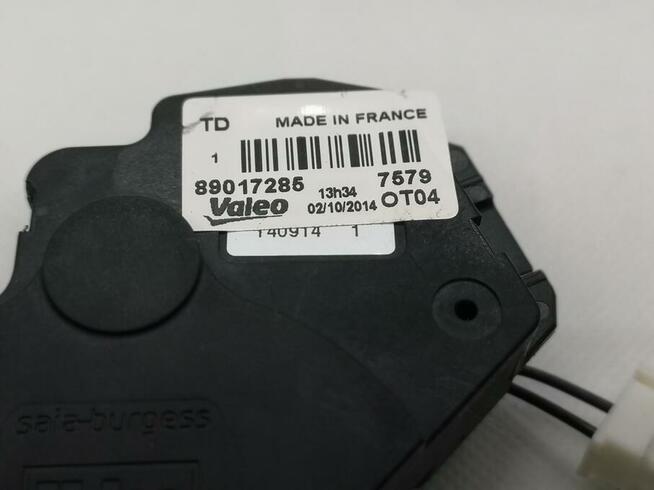 TD MADE IN FRANCE
1
89017285 13h34 7579
Valeo 02/10/2014 OT04
140914 1
saia-burgess